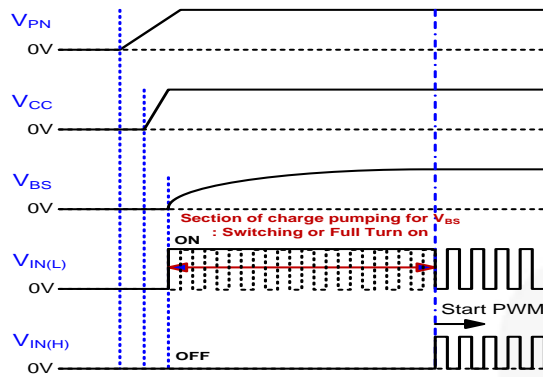 VPN
0V
VCC
0V
VBS
0V
Section of charge pumping for VBS
: Switching or Full Turn on
ON
VIN(L)
0V
Start PWM
VIN(H)
OFF
0V